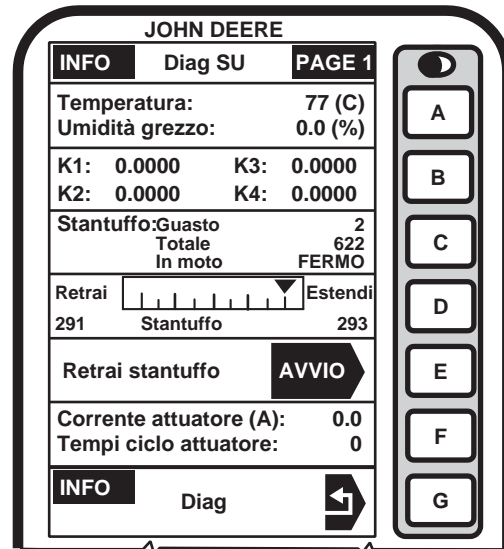 JOHN DEERE
INFO Diag SU PAGE 1
Temperatura: 77 (C)
Umidità grezzo: 0.0 (%)
K1: 0.0000 K3: 0.0000
K2: 0.0000 K4: 0.0000
Stantuffo:Guasto 2
Totale 622
In moto FERMO
Retrai Estendi
291 Stantuffo 293
Retrai stantuffo AVVIO
Corrente attuatore (A): 0.0
Tempi ciclo attuatore: 0
INFO Diag
A
B
C
D
E
F
G